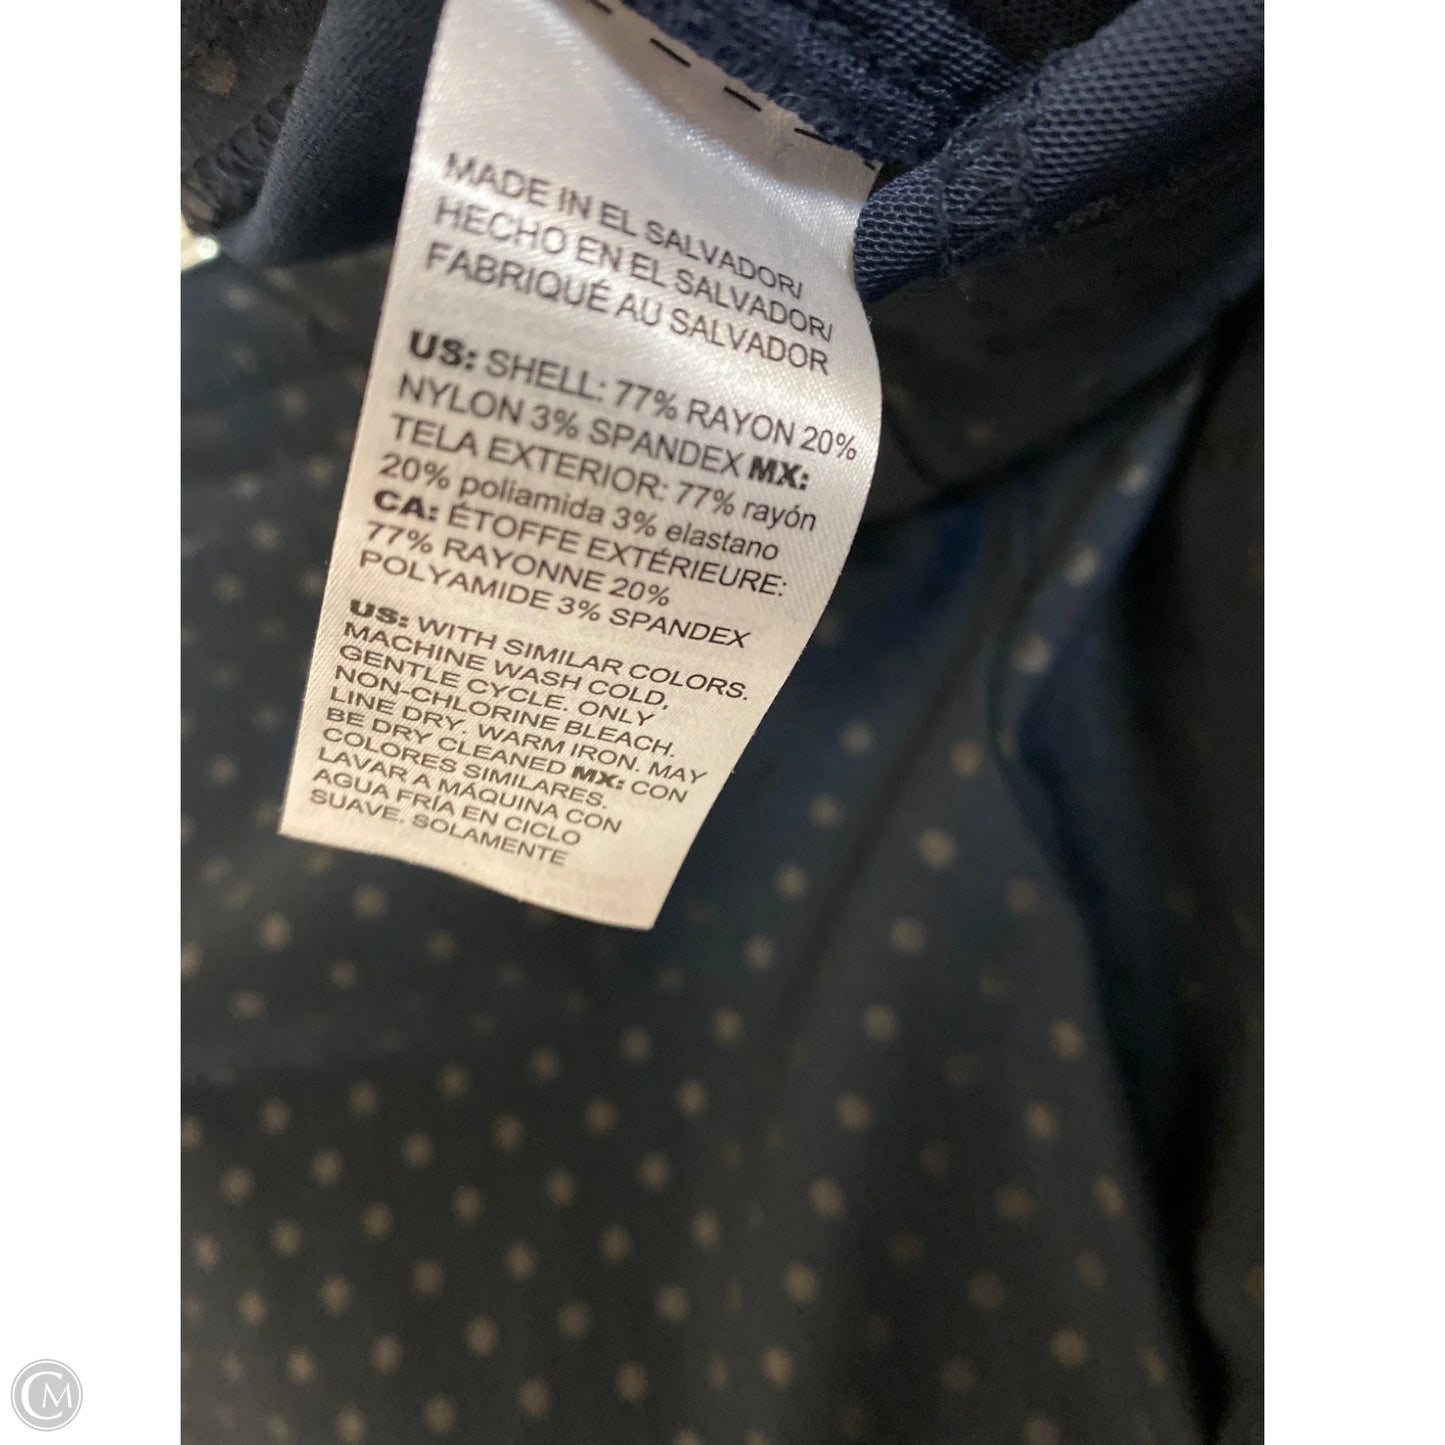 MADE IN EL SALVADOR/
HECHO EN EL SALVADOR/
FABRIQUÉ AU SALVADOR
US: SHELL: 77% RAYON 20%
NYLON 3% SPANDEX MX:
TELA EXTERIOR: 77% rayón
20% poliamida 3% elastano
CA: ÉTOFFE EXTÉRIEURE:
77% RAYONNE 20%
POLYAMIDE 3% SPANDEX
US: WITH SIMILAR COLORS.
MACHINE WASH COLD,
GENTLE CYCLE. ONLY
NON-CHLORINE BLEACH.
LINE DRY. WARM IRON. MAY
BE DRY CLEANED MX: CON
COLORES SIMILARES.
LAVAR A MÁQUINA CON
AGUA FRÍA EN CICLO
SUAVE. SOLAMENTE
CM